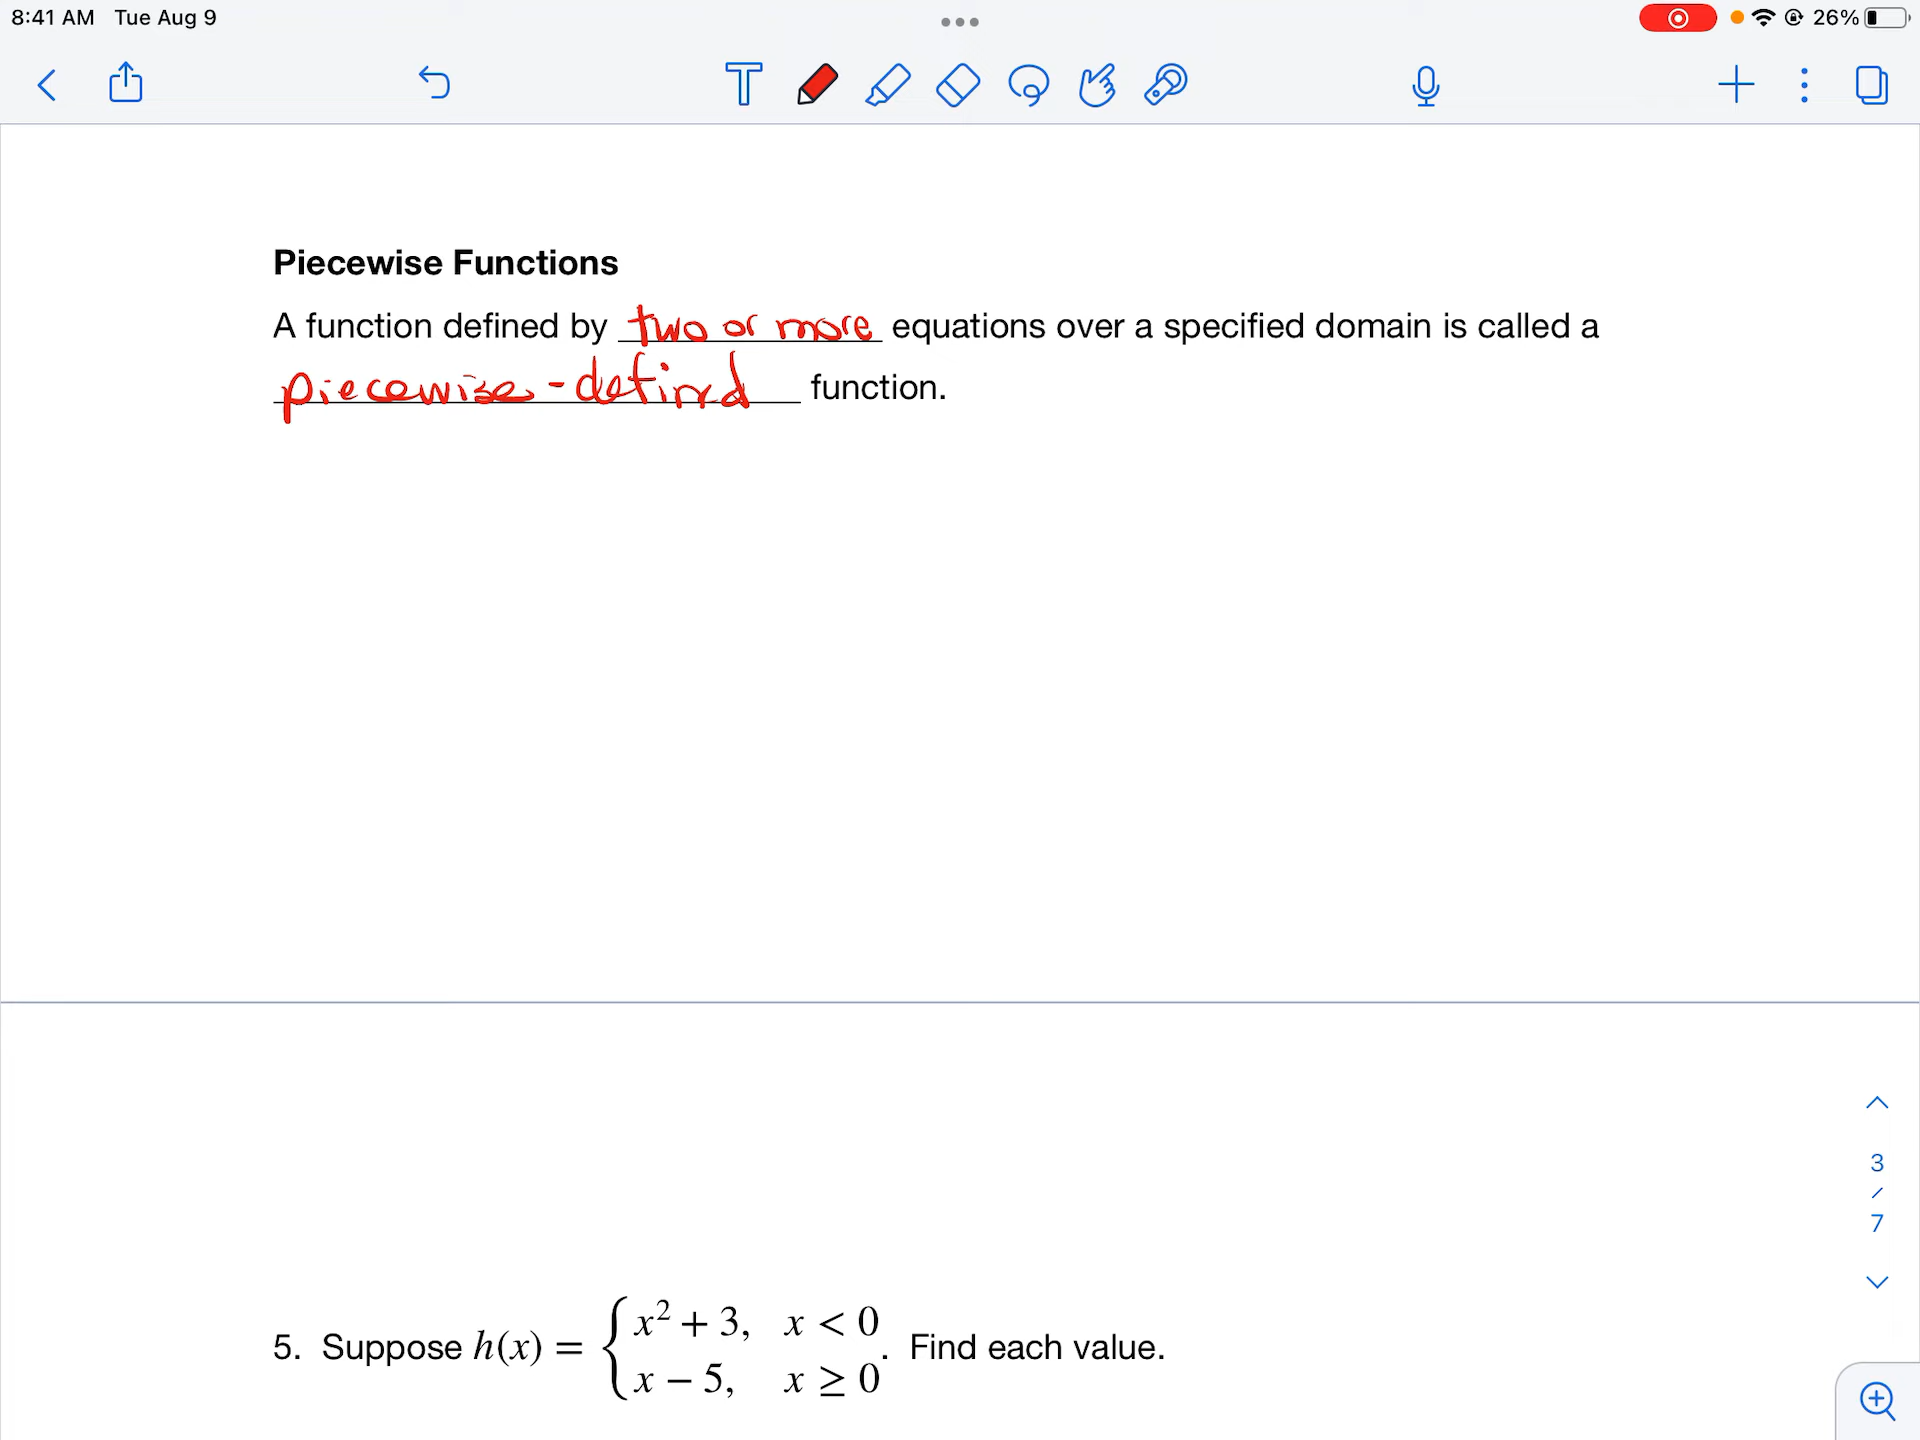 8:41 AM Tue Aug 9
26%
Piecewise Functions
A function defined by two or more equations over a specified domain is called a
piecewise-defined function.
3
/
7
5. Suppose h(x) = { x² + 3, x < 0
x − 5, x ≥ 0 . Find each value.